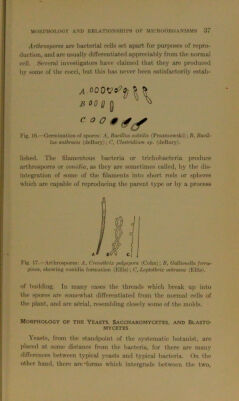 MORPHOLOGY AND RELATIONSHIPS OF MICROORGANISMS 37
Arthrospores are bacterial cells set apart for purposes of repro-
duction, and are usually differentiated appreciably from the normal
cell. Several investigators have claimed that they are produced
by some of the cocci, but this has never been satisfactorily estab-
A
B
C
Fig. 16.—Germination of spores: A, Bacillus subtilis (Prazmowski); B, Bacil-
lus anthracis (deBary); C, Clostridium sp. (deBary).
lished. The filamentous bacteria or trichobacteria produce
arthrospores or conidia, as they are sometimes called, by the dis-
integration of some of the filaments into short rods or spheres
which are capable of reproducing the parent type or by a process
Fig. 17.—Arthrospores: A, Crenothrix polyspora (Cohn); B, Gallionella ferru-
ginea, showing conidia formation (Ellis); C, Leptothrix ochracea (Ellis).
of budding. In many cases the threads which break up into
the spores are somewhat differentiated from the normal cells of
the plant, and are aërial, resembling closely some of the molds.
Morphology of the Yeasts, Saccharomycetes, and Blasto-
mycetes
Yeasts, from the standpoint of the systematic botanist, are
placed at some distance from the bacteria, for there are many
differences between typical yeasts and typical bacteria. On the
other hand, there are forms which intergrade between the two,